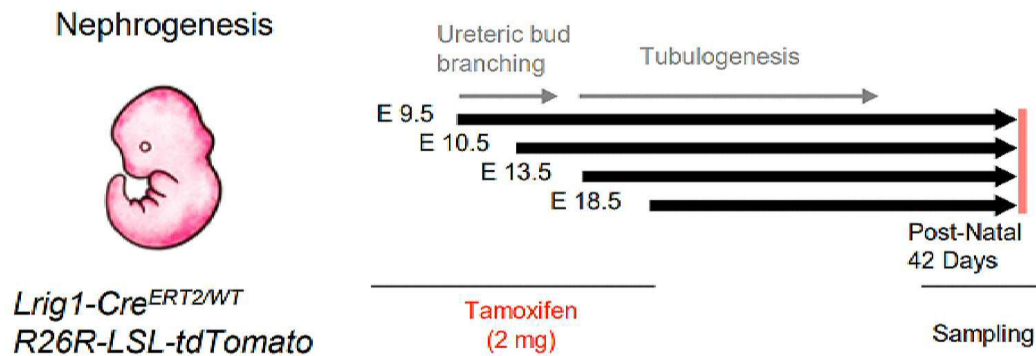 Nephrogenesis
Ureteric bud
branching
Tubulogenesis
E 9.5
E 10.5
E 13.5
E 18.5
Post-Natal
42 Days
Lrig1-CreERT2/WT
R26R-LSL-tdTomato
Tamoxifen
(2 mg)
Sampling